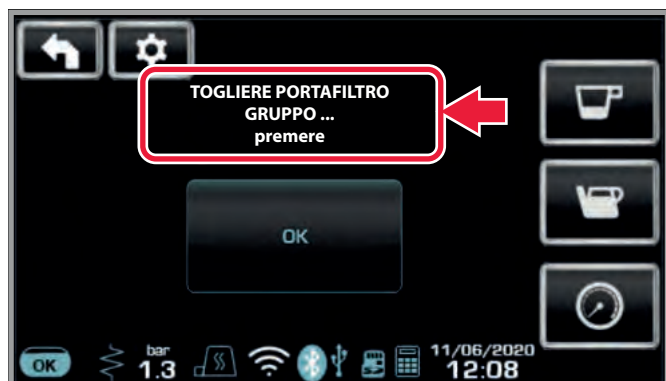 TOGLIERE PORTAFILTRO
GRUPPO ...
premere
OK
OK
bar
1.3
11/06/2020
12:08